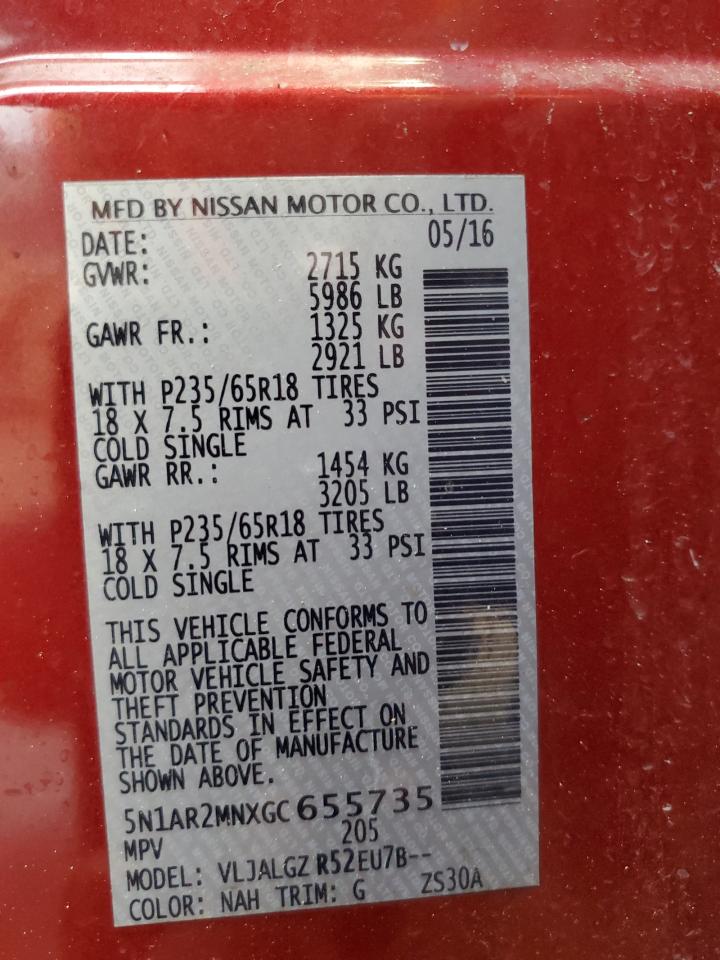 MFD BY NISSAN MOTOR CO., LTD.
DATE: 05/16
GVWR: 2715 KG
5986 LB
GAWR FR.: 1325 KG
2921 LB
WITH P235/65R18 TIRES
18 X 7.5 RIMS AT 33 PSI
COLD SINGLE
GAWR RR.: 1454 KG
3205 LB
WITH P235/65R18 TIRES
18 X 7.5 RIMS AT 33 PSI
COLD SINGLE
THIS VEHICLE CONFORMS TO
ALL APPLICABLE FEDERAL
MOTOR VEHICLE SAFETY AND
THEFT PREVENTION
STANDARDS IN EFFECT ON
THE DATE OF MANUFACTURE
SHOWN ABOVE.
5N1AR2MNXGC655735
MPV 205
MODEL: VLJALGZ R52EU7B--
COLOR: NAH TRIM: G ZS30A